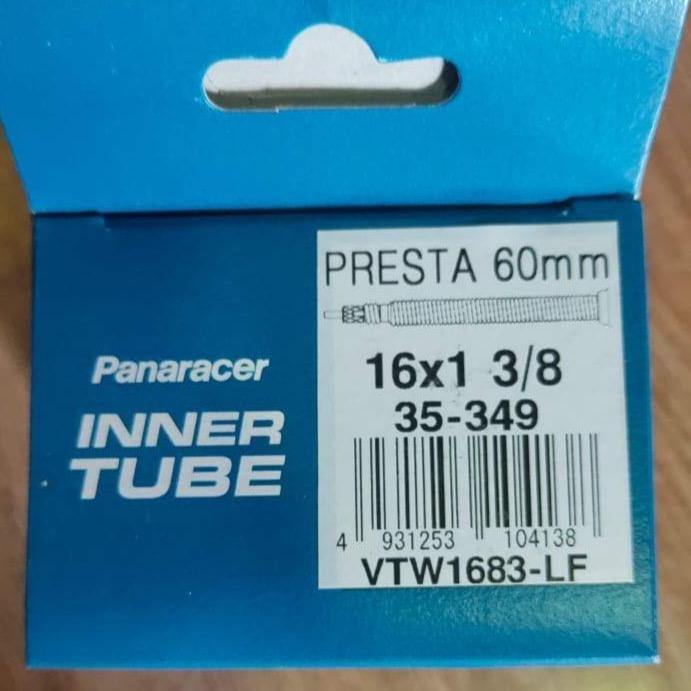 Panaracer
INNER
TUBE
PRESTA 60mm
16x1 3/8
35-349
4 931253 104138
VTW1683-LF